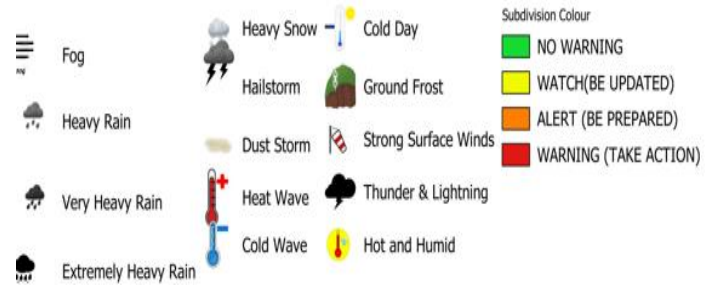 Fog
Heavy Rain
Very Heavy Rain
Extremely Heavy Rain
Heavy Snow
Hailstorm
Dust Storm
Heat Wave
Cold Wave
Cold Day
Ground Frost
Strong Surface Winds
Thunder & Lightning
Hot and Humid
Subdivision Colour
NO WARNING
WATCH(BE UPDATED)
ALERT (BE PREPARED)
WARNING (TAKE ACTION)